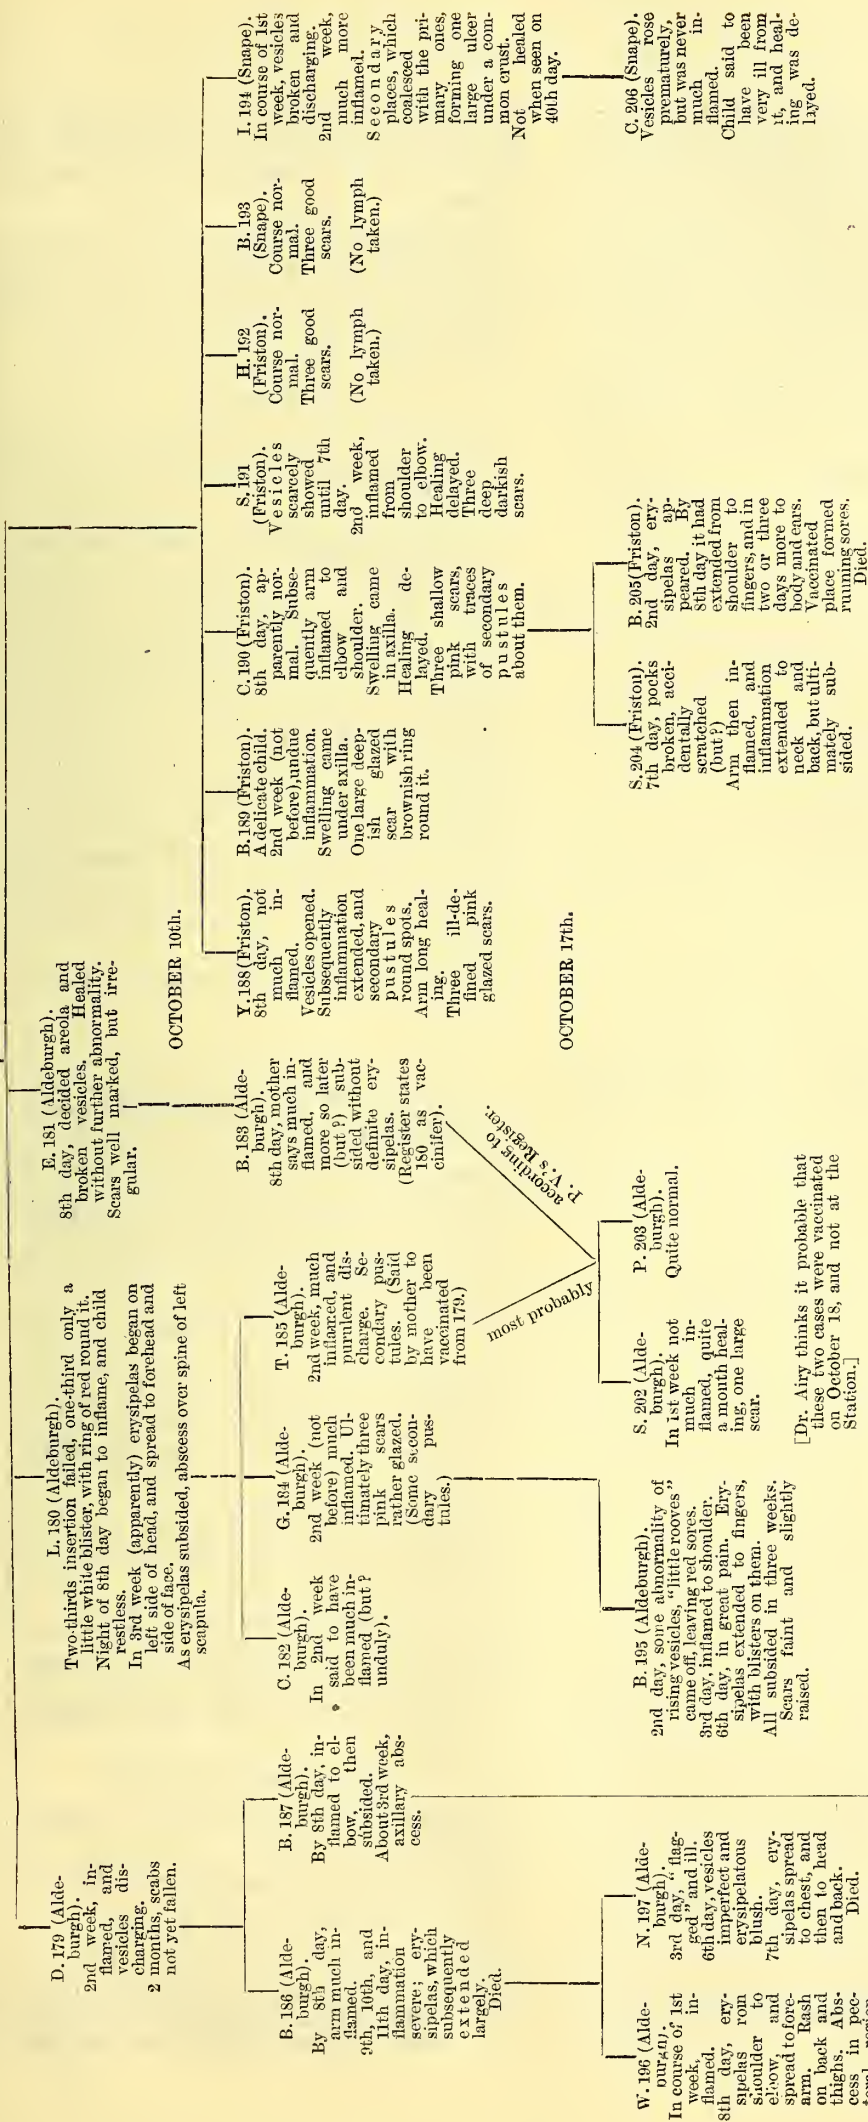 D. 179 (Alde-
burgh).
2nd week, in-
flamed, and
vesicles dis-
charging.
2 months, scabs
not yet fallen.
L. 180 (Aldeburgh).
Two-thirds insertion failed, one-third only a
little white blister, with ring of red round it.
Night of 8th day began to inflame, and child
restless.
In 3rd week (apparently) erysipelas began on
left side of head, and spread to forehead and
side of face.
As erysipelas subsided, abscess over spine of left
scapula.
E. 181 (Aldeburgh).
8th day, decided areola and
broken vesicles. Healed
without further abnormality.
Scars well marked, but irre-
gular.
OCTOBER 10th.
B. 186 (Alde-
burgh).
By 8th day,
arm much in-
flamed.
9th, 10th, and
11th day, in-
flammation
severe; ery-
sipelas, which
subsequently
extended
largely.
Died.
B. 187 (Alde-
burgh).
By 8th day, in-
flamed to el-
bow, then
subsided.
About 3rd week,
axillary abs-
cess.
C. 182 (Alde-
burgh).
In 2nd week
said to have
been much in-
flamed (but ?
unduly).
G. 184 (Alde-
burgh).
2nd week (not
before) much
inflamed. Ul-
timately three
pink scars
rather glazed.
(Some secon-
dary pus-
tules.)
T. 185 (Alde-
burgh).
2nd week, much
inflamed, and
purulent dis-
charge. Se-
condary pus-
tules. (Said
by mother to
have been
vaccinated
from 179.)
B. 183 (Alde-
burgh).
8th day, mother
says much in-
flamed, and
more so later
(but ?) sub-
sided without
definite ery-
sipelas.
(Register states
180 as vac-
cinifer).
Y. 188 (Friston).
8th day, not
much in-
flamed.
Vesicles opened.
Subsequently
inflammation
extended, and
secondary
pustules
round spots.
Arm long heal-
ing.
Three ill-de-
fined pink
glazed scars.
B. 189 (Friston).
A delicate child.
2nd week (not
before), undue
inflammation.
Swelling came
under axilla.
One large deep-
ish glazed
scar with
brownish ring
round it.
C. 190 (Friston).
8th day, ap-
parently nor-
mal. Subse-
quently arm
inflamed to
elbow and
shoulder.
Swelling came
in axilla.
Healing de-
layed.
Three shallow
pink scars,
with traces
of secondary
pustules
about them.
S. 191
(Friston).
Vesicles
scarcely
showed
until 7th
day.
2nd week,
inflamed
from
shoulder
to elbow.
Healing
delayed.
Three
deep
darkish
scars.
H. 192
(Friston).
Course nor-
mal.
Three good
scars.
(No lymph
taken.)
B. 193
(Snape).
Course nor-
mal.
Three good
scars.
(No lymph
taken.)
I. 194 (Snape).
In course of 1st
week, vesicles
broken and
discharging.
2nd week,
much more
inflamed.
Secondary
places, which
coalesced
with the pri-
mary ones,
forming one
large ulcer
under a com-
mon crust.
Not healed
when seen on
40th day.
OCTOBER 17th.
most probably
according to
P. V.'s Register.
W. 196 (Alde-
burgh).
In course of 1st
week, in-
flamed.
8th day, ery-
sipelas rom
shoulder to
elbow, and
spread to fore-
arm. Rash
on back and
thighs. Abs-
cess in pec-
toral region.
N. 197 (Alde-
burgh).
3rd day, "flag-
ged" and ill.
6th day, vesicles
imperfect and
erysipelatous
blush.
7th day, ery-
sipelas spread
to chest, and
then to head
and back.
Died.
B. 195 (Aldeburgh).
2nd day, some abnormality of
rising vesicles, "little rooves"
came off, leaving red sores.
3rd day, inflamed to shoulder.
6th day, in great pain. Ery-
sipelas extended to fingers,
with blisters on them.
All subsided in three weeks.
Scars faint and slightly
raised.
S. 202 (Alde-
burgh).
In 1st week not
much in-
flamed, quite
a month heal-
ing, one large
scar.
P. 203 (Alde-
burgh).
Quite normal.
[Dr. Airy thinks it probable that
these two cases were vaccinated
on October 18, and not at the
Station.]
S. 204 (Friston).
7th day, pocks
broken, acci-
dentally
scratched
(but ?)
Arm then in-
flamed, and
inflammation
extended to
neck and
back, but ulti-
mately sub-
sided.
B. 205 (Friston).
2nd day, ery-
sipelas ap-
peared. By
8th day it had
extended from
shoulder to
fingers, and in
two or three
days more to
body and ears.
Vaccinated
place formed
running sores.
Died.
C. 206 (Snape).
Vesicles rose
prematurely,
but was never
much in-
flamed.
Child said to
have been
very ill from
it, and heal-
ing was de-
layed.